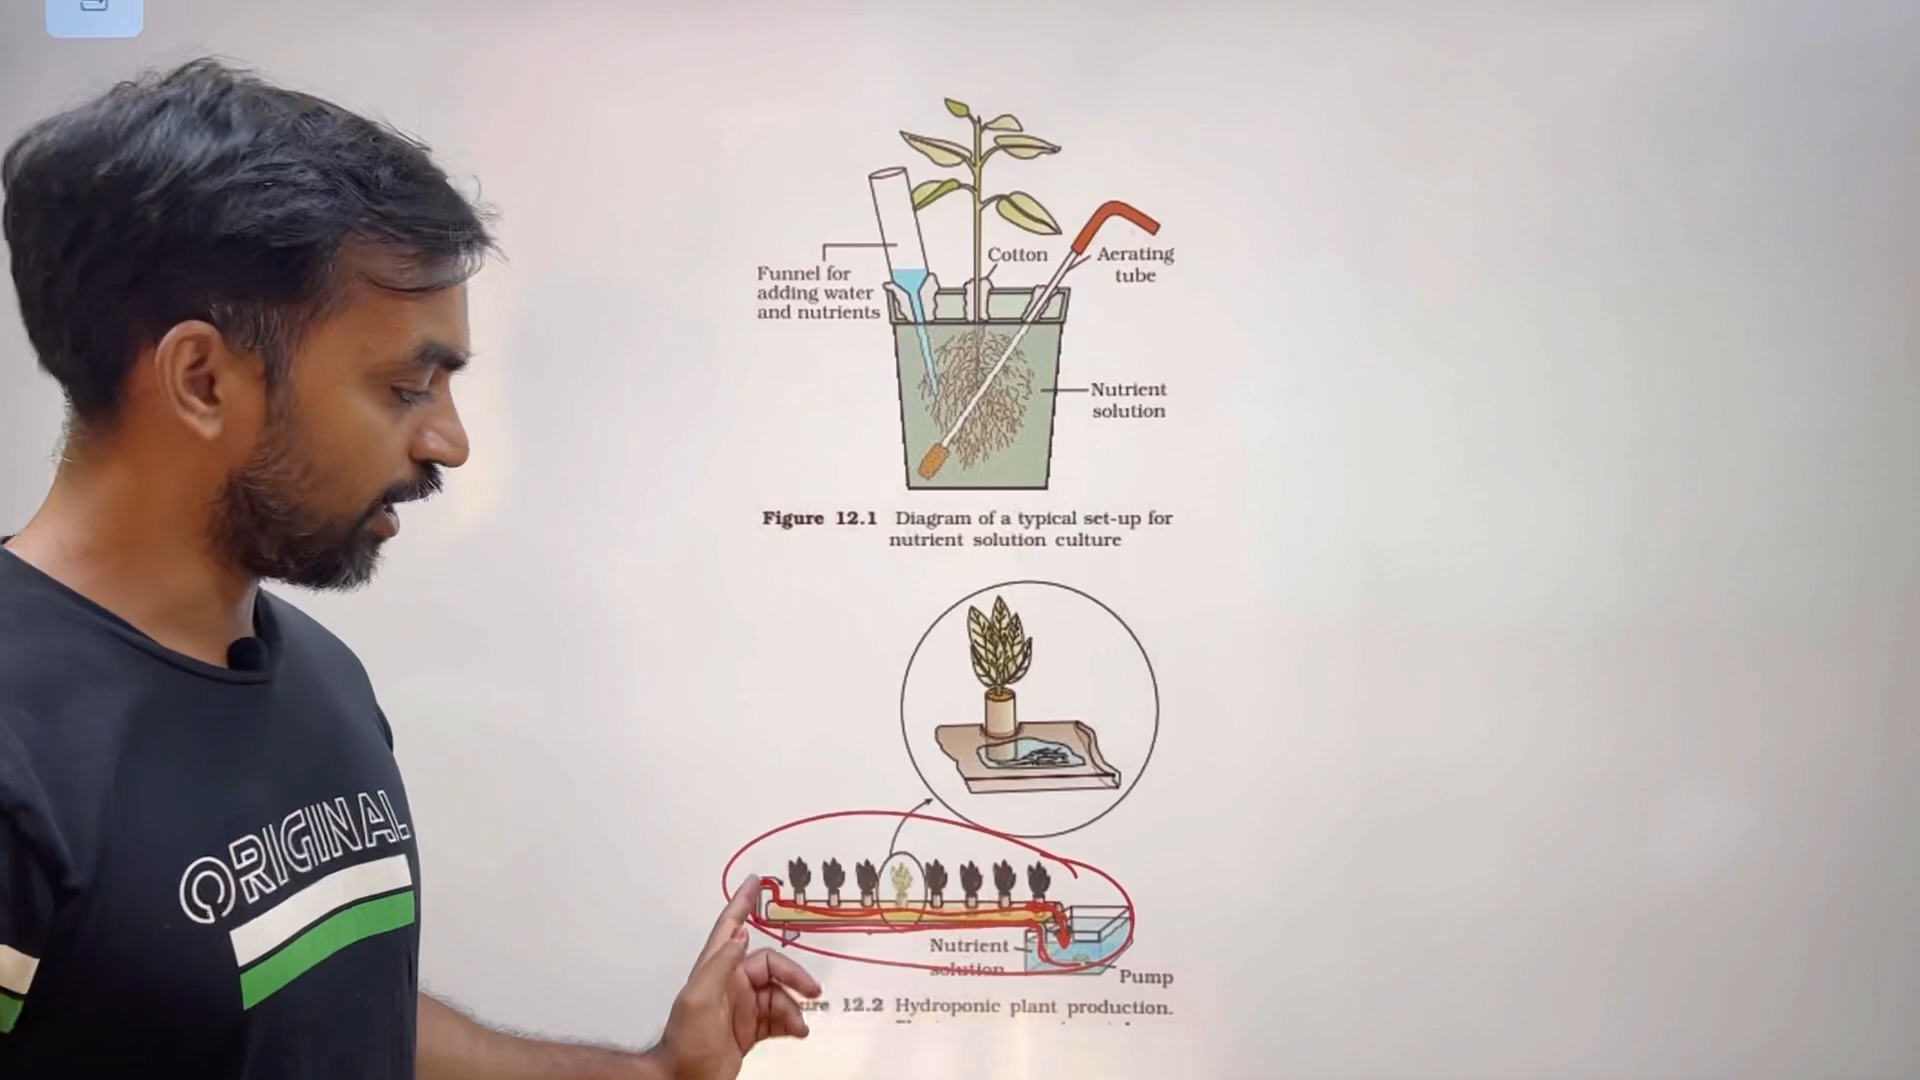 Funnel for
adding water
and nutrients
Cotton
Aerating
tube
Nutrient
solution
Figure 12.1 Diagram of a typical set-up for
nutrient solution culture
ORIGINAL
Nutrient
solution
Pump
12.2 Hydroponic plant production.